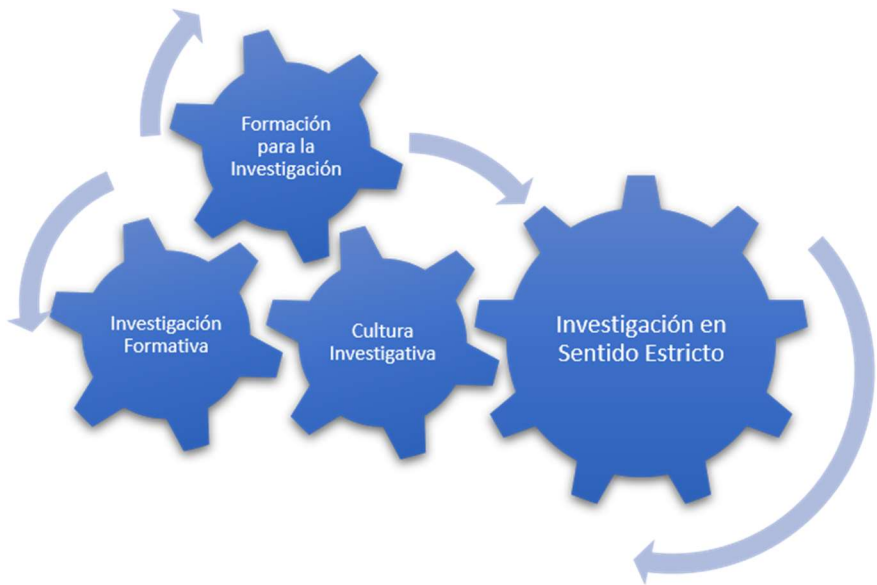 Formación
para la
Investigación
Investigación
Formativa
Cultura
Investigativa
Investigación en
Sentido Estricto